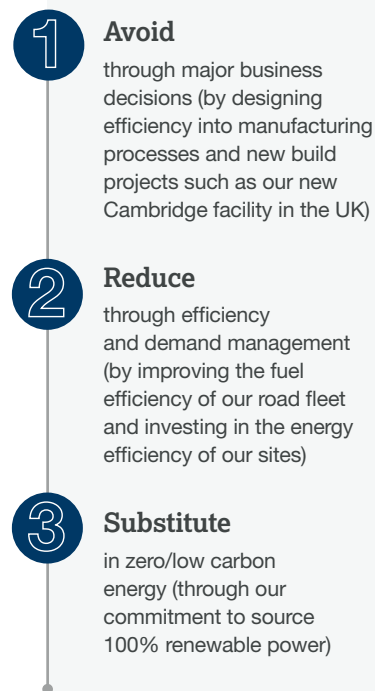 1
Avoid
through major business
decisions (by designing
efficiency into manufacturing
processes and new build
projects such as our new
Cambridge facility in the UK)
2
Reduce
through efficiency
and demand management
(by improving the fuel
efficiency of our road fleet
and investing in the energy
efficiency of our sites)
3
Substitute
in zero/low carbon
energy (through our
commitment to source
100% renewable power)